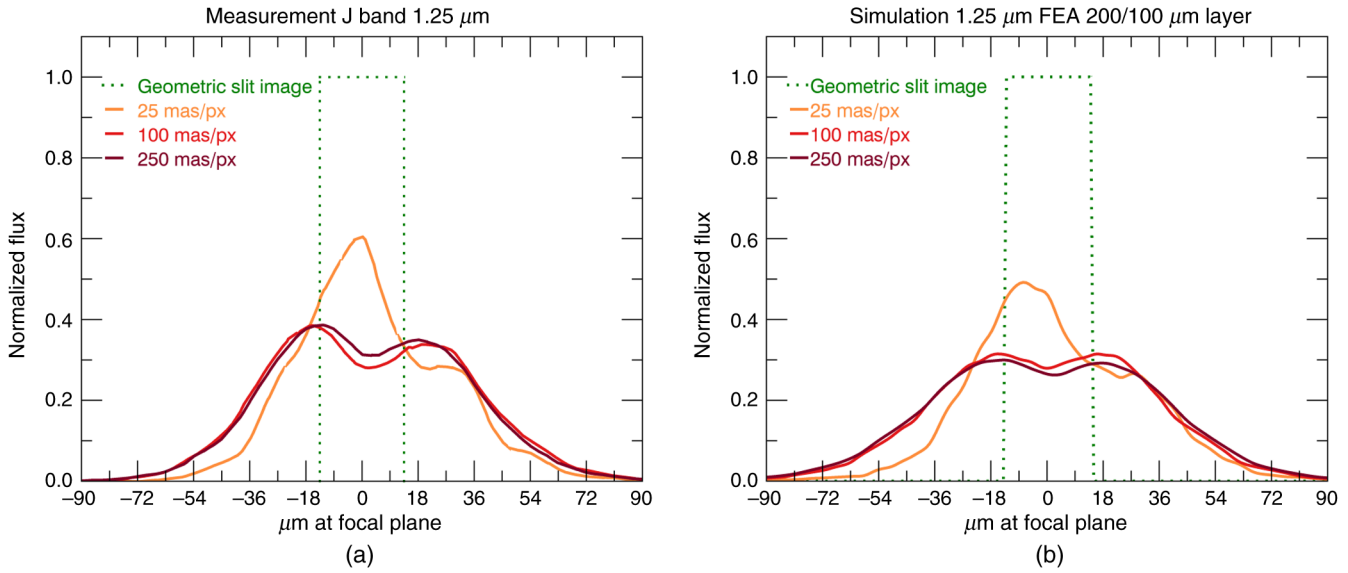 Measurement J band 1.25 μm
Normalized flux
1.0
0.8
0.6
0.4
0.2
0.0
Geometric slit image
25 mas/px
100 mas/px
250 mas/px
−90 −72 −54 −36 −18 0 18 36 54 72 90
μm at focal plane
(a)
Simulation 1.25 μm FEA 200/100 μm layer
Normalized flux
1.0
0.8
0.6
0.4
0.2
0.0
Geometric slit image
25 mas/px
100 mas/px
250 mas/px
−90 −72 −54 −36 −18 0 18 36 54 72 90
μm at focal plane
(b)